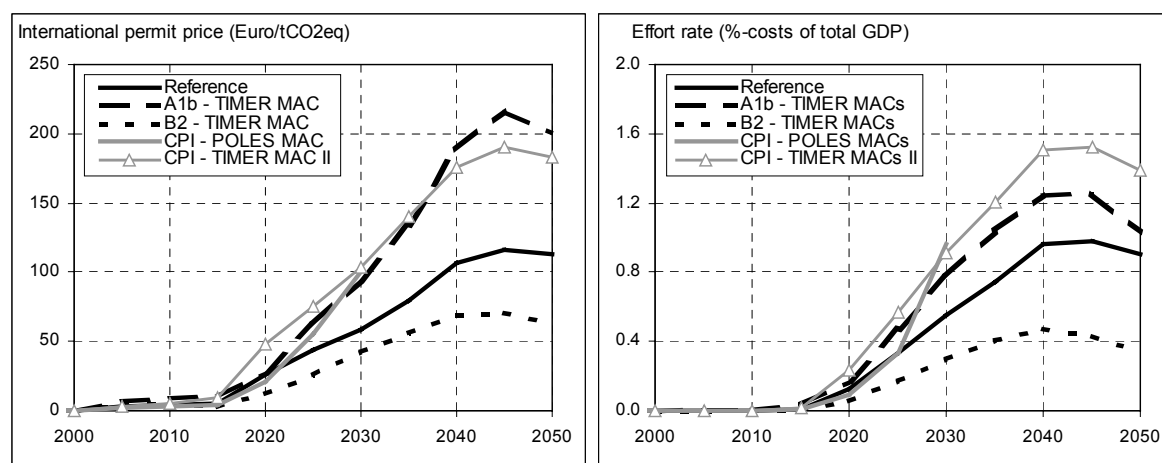 International permit price (Euro/tCO2eq)
250
200
150
100
50
0
Reference
A1b - TIMER MAC
B2 - TIMER MAC
CPI - POLES MAC
CPI - TIMER MAC II
2000 2010 2020 2030 2040 2050
Effort rate (%-costs of total GDP)
2.0
1.6
1.2
0.8
0.4
0.0
Reference
A1b - TIMER MACs
B2 - TIMER MACs
CPI - POLES MACs
CPI - TIMER MACs II
2000 2010 2020 2030 2040 2050